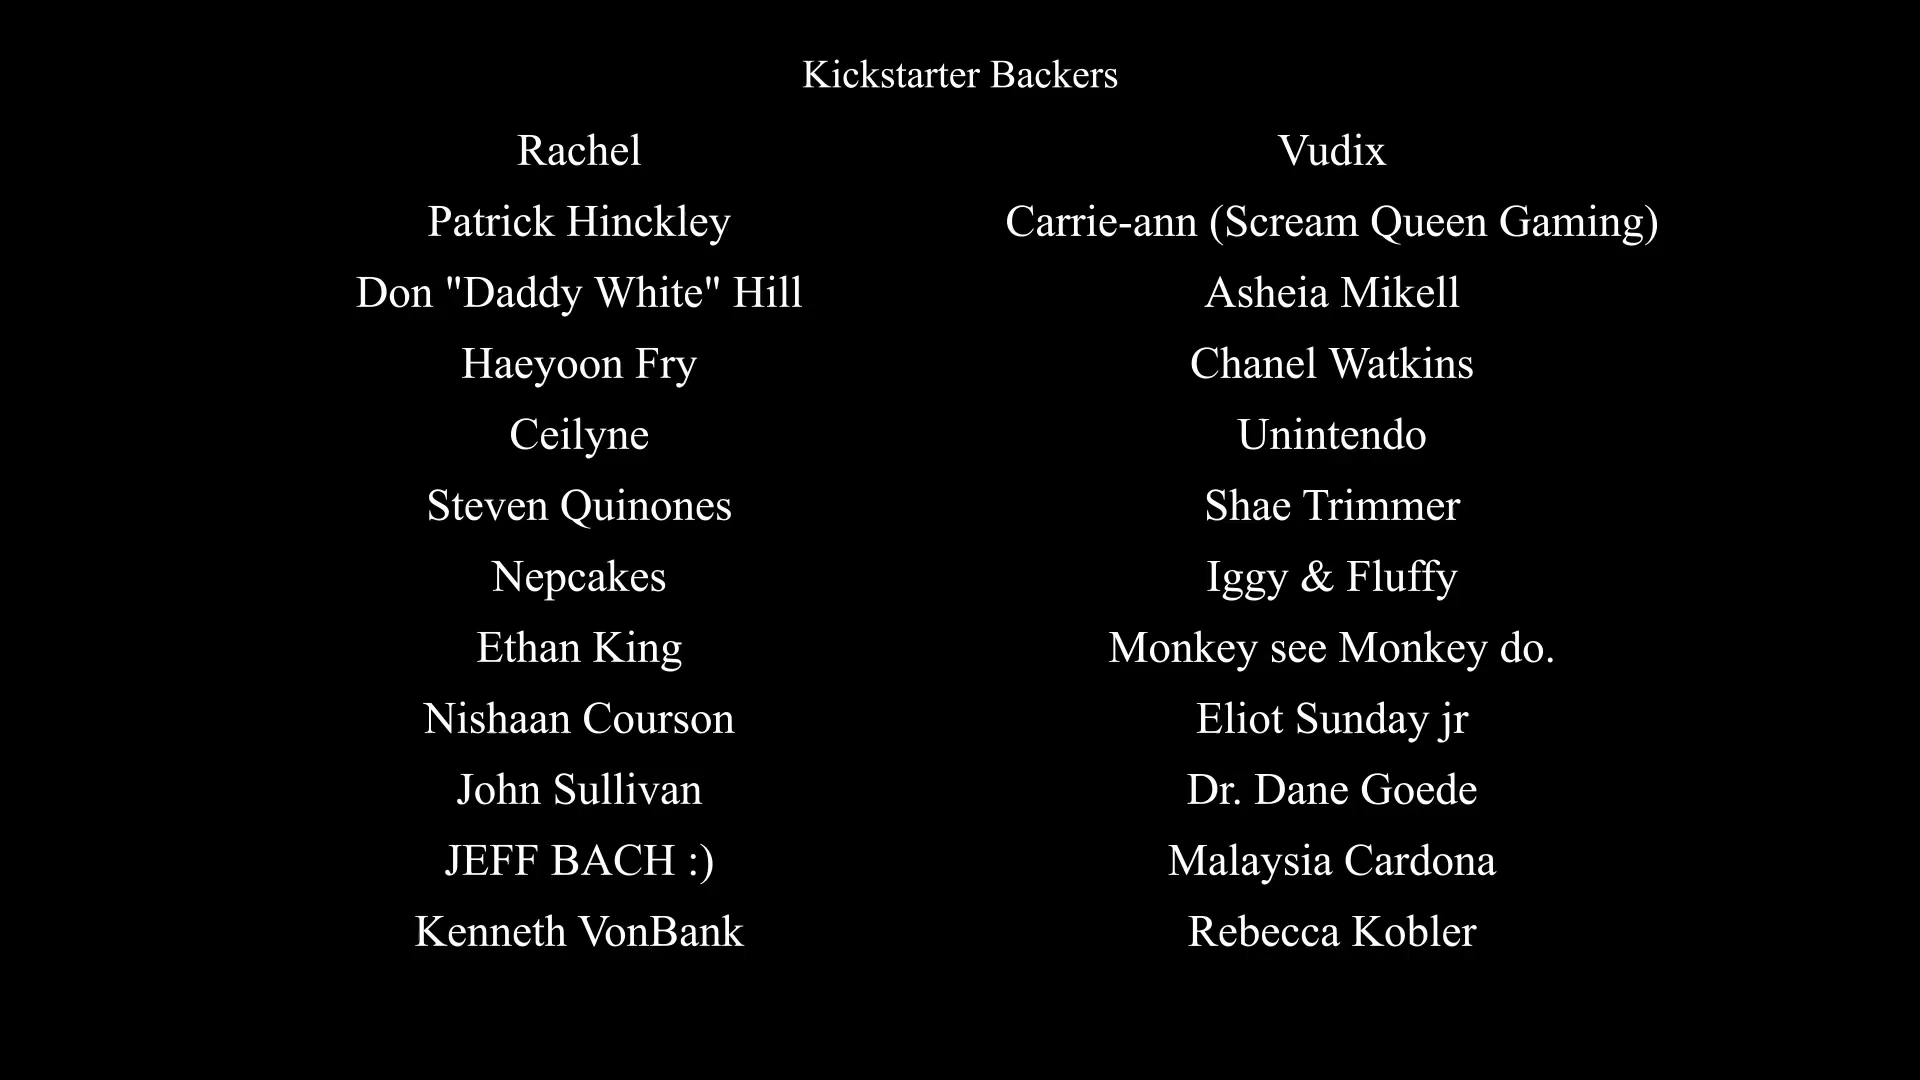 Kickstarter Backers
Rachel
Patrick Hinckley
Don "Daddy White" Hill
Haeyoon Fry
Ceilyne
Steven Quinones
Nepcakes
Ethan King
Nishaan Courson
John Sullivan
JEFF BACH :)
Kenneth VonBank
Vudix
Carrie-ann (Scream Queen Gaming)
Asheia Mikell
Chanel Watkins
Unintendo
Shae Trimmer
Iggy & Fluffy
Monkey see Monkey do.
Eliot Sunday jr
Dr. Dane Goede
Malaysia Cardona
Rebecca Kobler